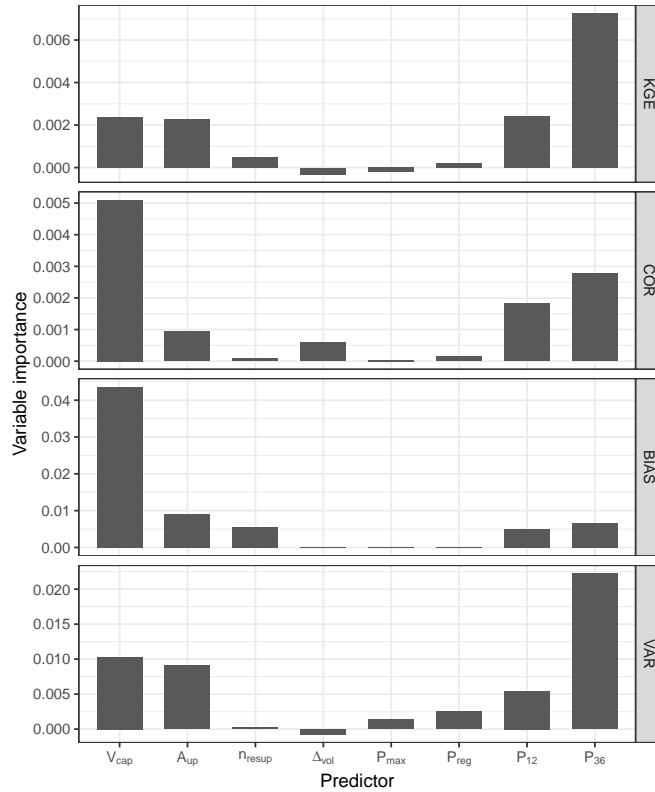 0.006
0.004
0.002
0.000
KGE
0.005
0.004
0.003
0.002
0.001
0.000
COR
0.04
0.03
0.02
0.01
0.00
BIAS
0.020
0.015
0.010
0.005
0.000
VAR
Variable importance
Vcap Aup nresup Δvol Pmax Preg P12 P36
Predictor